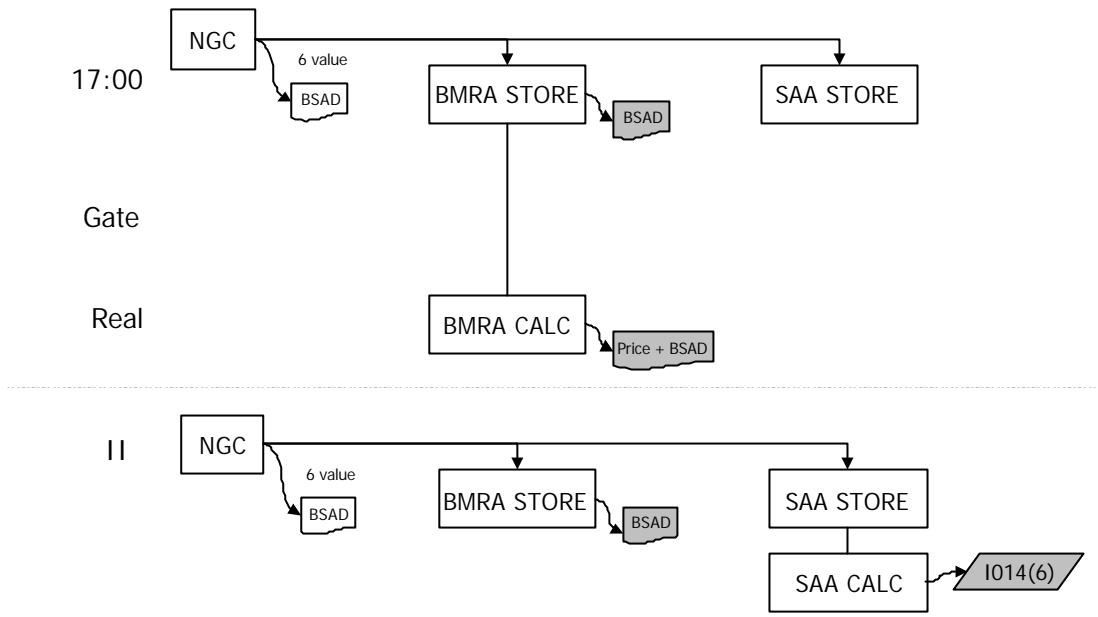 NGC
6 value
17:00
BSAD
BMRA STORE
BSAD
SAA STORE
Gate
Real
BMRA CALC
Price + BSAD
II
NGC
6 value
BSAD
BMRA STORE
BSAD
SAA STORE
SAA CALC
I014(6)